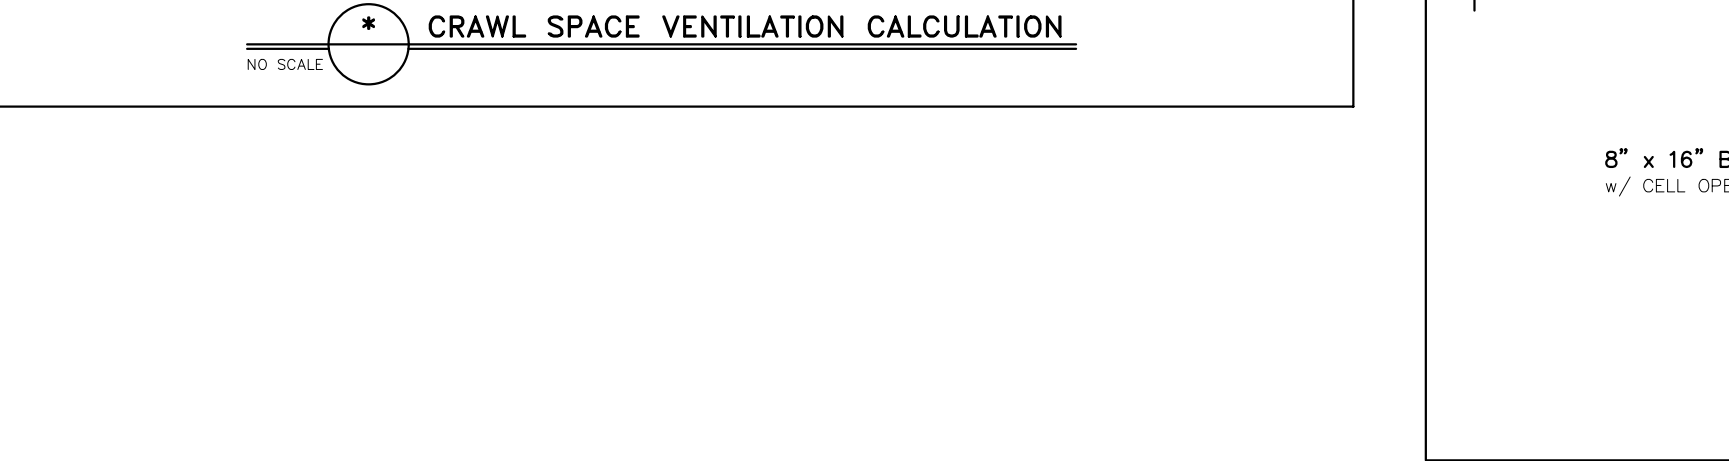 *
CRAWL SPACE VENTILATION CALCULATION
NO SCALE
8" x 16"
w/ CELL